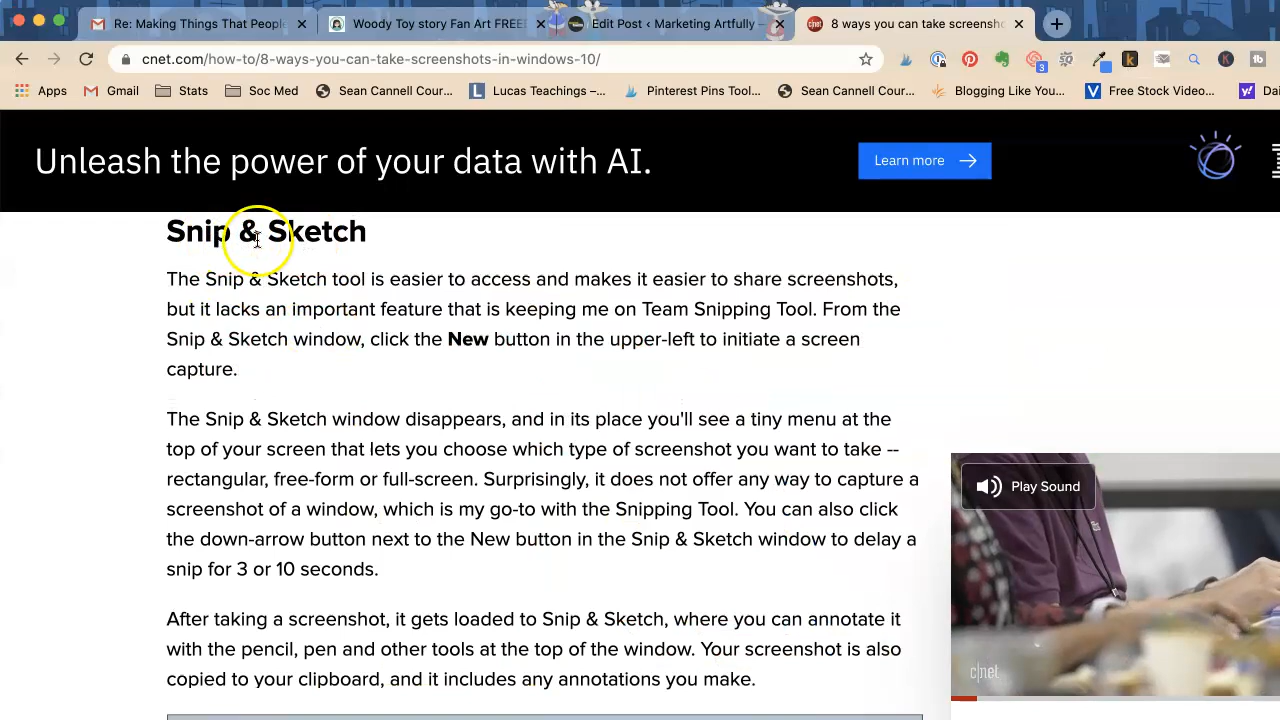 Re: Making Things That People
Woody Toy story Fan Art FREE
Edit Post ‹ Marketing Artfully —
8 ways you can take screensho
cnet.com/how-to/8-ways-you-can-take-screenshots-in-windows-10/
3
Apps
Gmail
Stats
Soc Med
Sean Cannell Cour...
Lucas Teachings –...
Pinterest Pins Tool...
Sean Cannell Cour...
Blogging Like You...
Free Stock Video...
Dai
Unleash the power of your data with AI.
Learn more
Snip & Sketch
The Snip & Sketch tool is easier to access and makes it easier to share screenshots,
but it lacks an important feature that is keeping me on Team Snipping Tool. From the
Snip & Sketch window, click the New button in the upper-left to initiate a screen
capture.
The Snip & Sketch window disappears, and in its place you'll see a tiny menu at the
top of your screen that lets you choose which type of screenshot you want to take --
rectangular, free-form or full-screen. Surprisingly, it does not offer any way to capture a
screenshot of a window, which is my go-to with the Snipping Tool. You can also click
the down-arrow button next to the New button in the Snip & Sketch window to delay a
snip for 3 or 10 seconds.
After taking a screenshot, it gets loaded to Snip & Sketch, where you can annotate it
with the pencil, pen and other tools at the top of the window. Your screenshot is also
copied to your clipboard, and it includes any annotations you make.
Play Sound
c|net